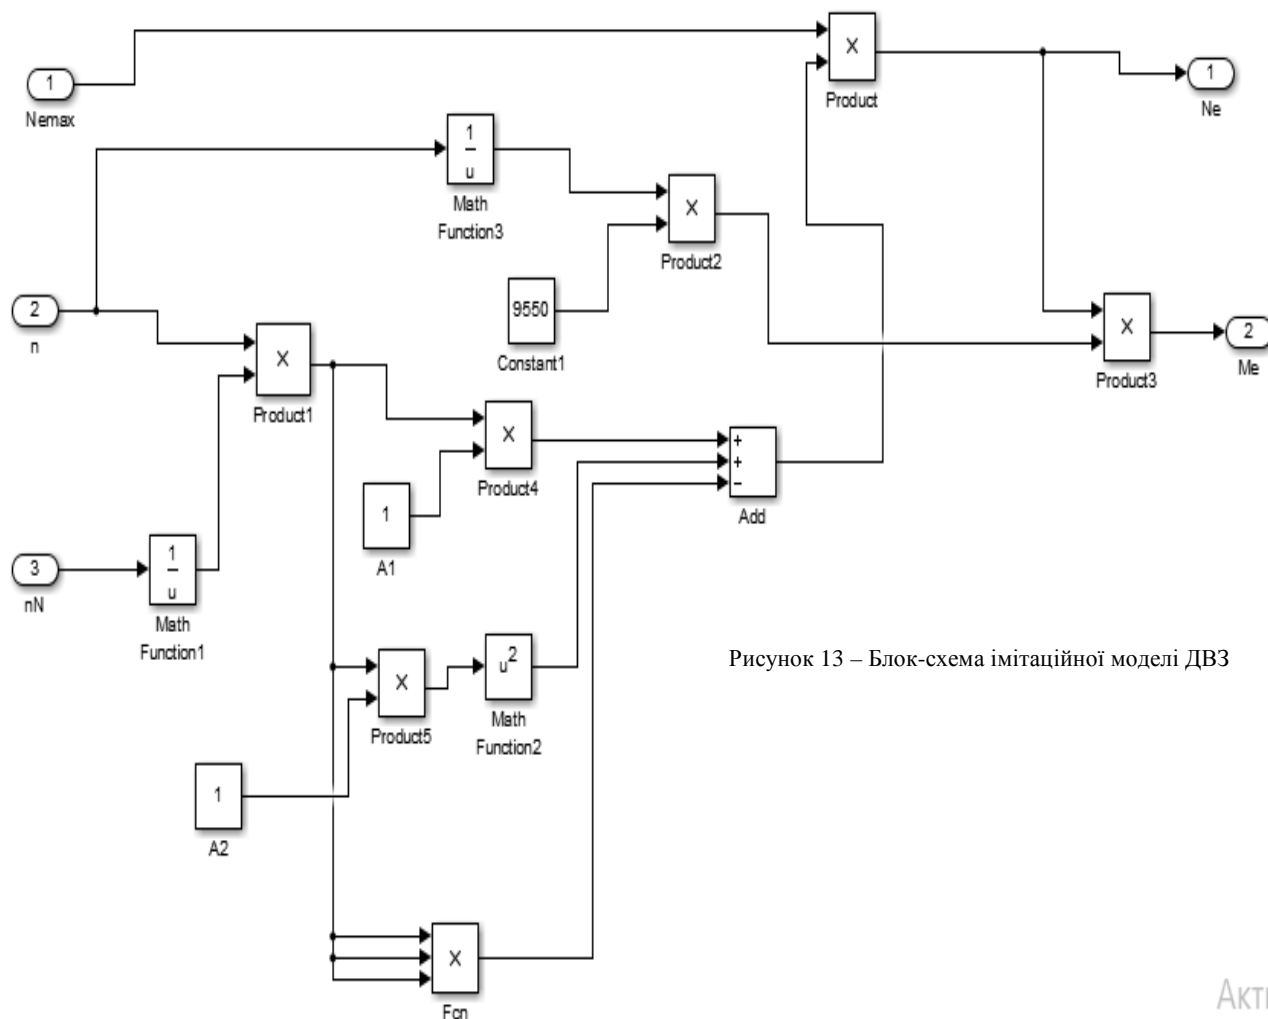 1
Nemax
X
Product
1
Ne
1
u
Math
Function3
X
Product2
2
n
9550
Constant1
X
Product1
X
Product3
2
Me
X
Product4
1
A1
+
+
−
Add
3
nN
1
u
Math
Function1
X
Product5
u2
Math
Function2
Рисунок 13 – Блок-схема імітаційної моделі ДВЗ
1
A2
X
Fcn